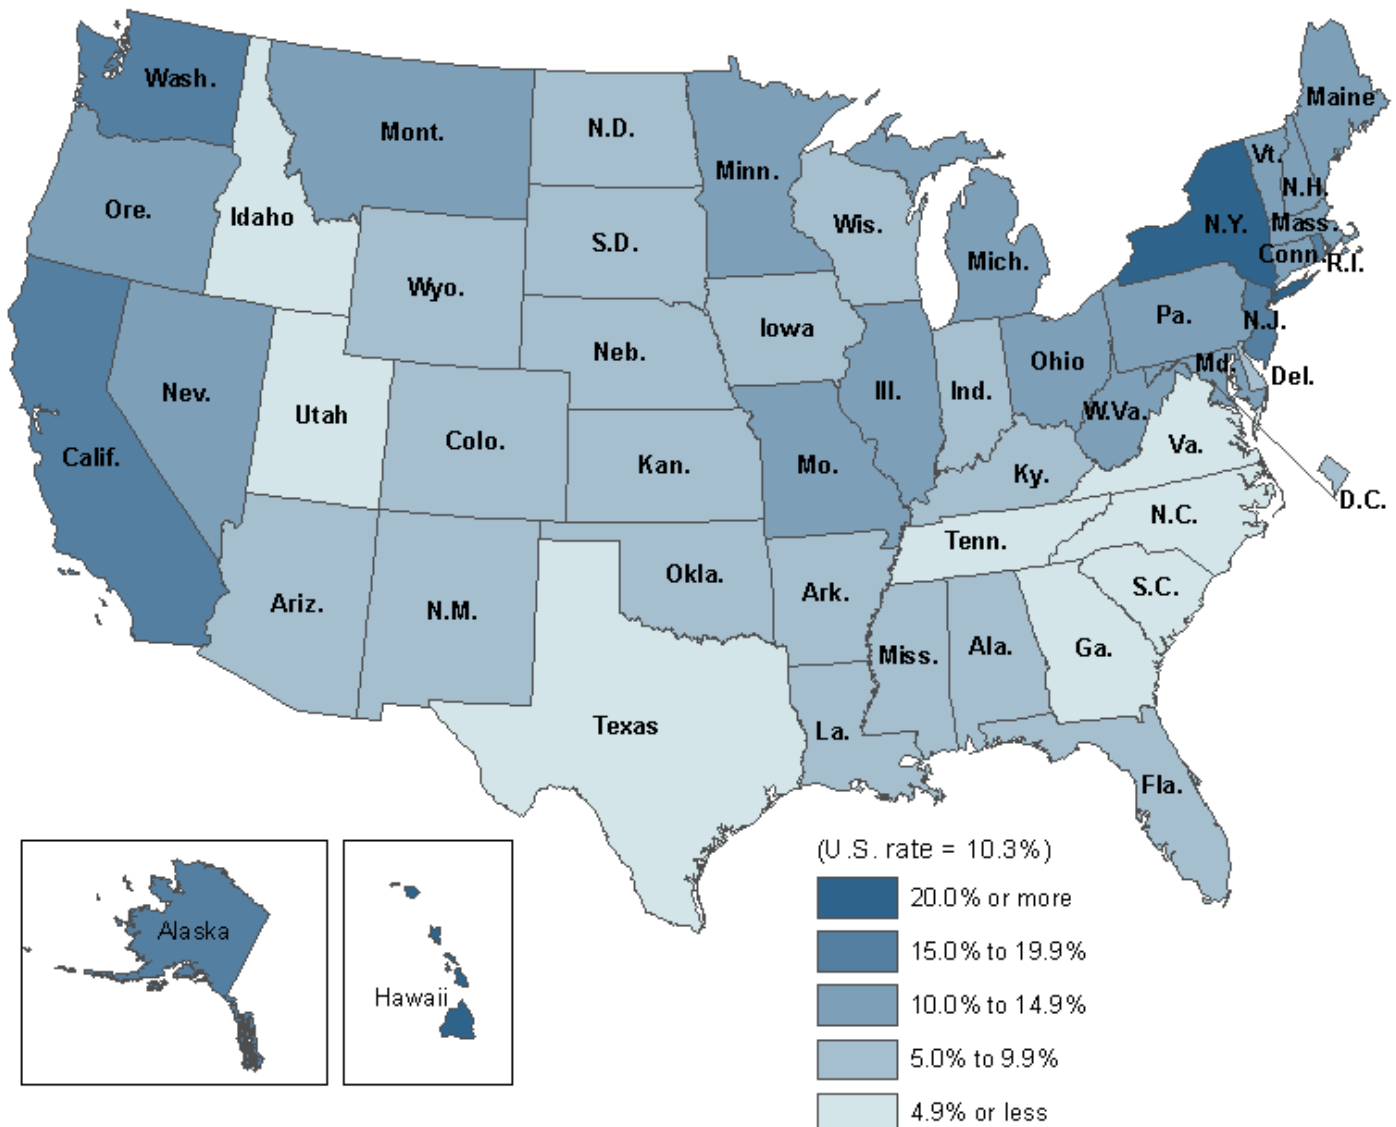 Wash.
Maine
Mont.
N.D.
Minn.
Vt.
N.H.
Ore.
Idaho
Wis.
N.Y.
Mass.
S.D.
Mich.
Conn.
R.I.
Wyo.
Iowa
Pa.
N.J.
Neb.
Ohio
Md.
Del.
Nev.
Utah
Ill.
Ind.
W.Va.
Colo.
Va.
Calif.
Kan.
Mo.
Ky.
D.C.
N.C.
Tenn.
Okla.
Ark.
S.C.
Ariz.
N.M.
Miss.
Ala.
Ga.
Texas
La.
Fla.
(U.S. rate = 10.3%)
20.0% or more
Alaska
15.0% to 19.9%
Hawaii
10.0% to 14.9%
5.0% to 9.9%
4.9% or less